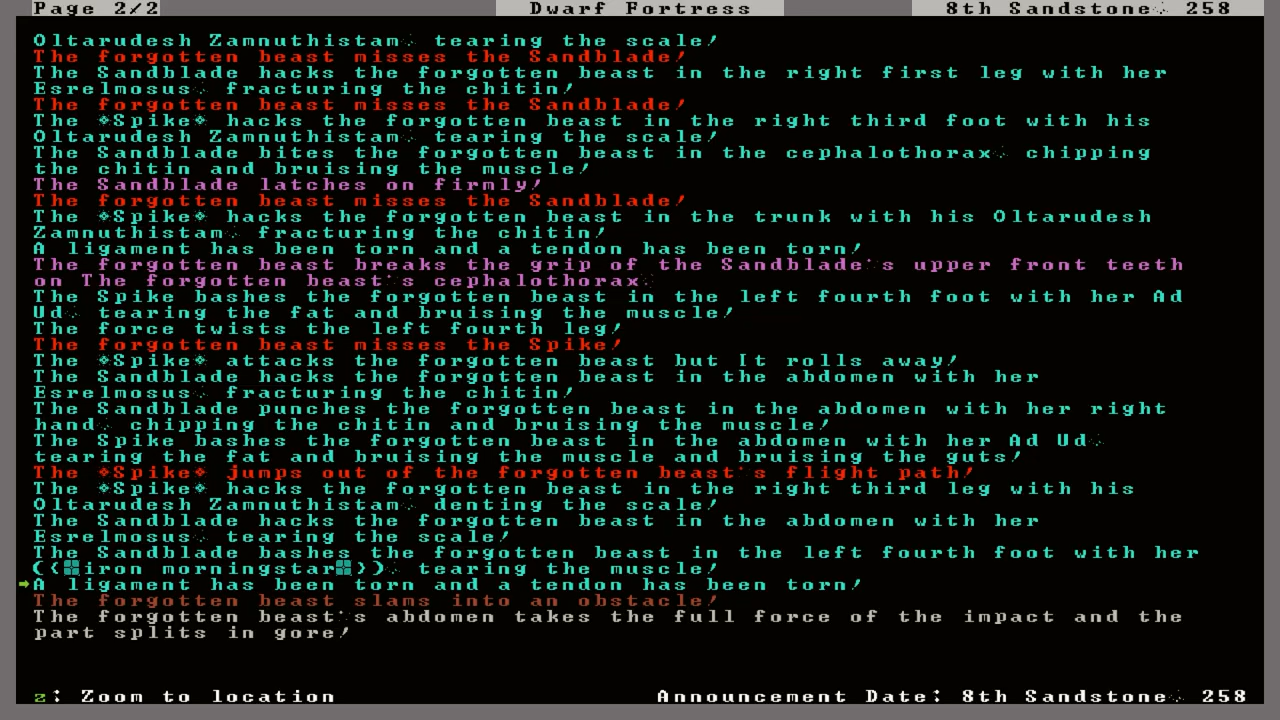 Page 2/2 Dwarf Fortress 8th Sandstone, 258
Oltarudesh Zamnuthistam, tearing the scale!
The forgotten beast misses the Sandblade!
The Sandblade hacks the forgotten beast in the right first leg with her
Esrelmosus, fracturing the chitin!
The forgotten beast misses the Sandblade!
The ☼Spike☼ hacks the forgotten beast in the right third foot with his
Oltarudesh Zamnuthistam, tearing the scale!
The Sandblade bites the forgotten beast in the cephalothorax, chipping
the chitin and bruising the muscle!
The Sandblade latches on firmly!
The forgotten beast misses the Sandblade!
The ☼Spike☼ hacks the forgotten beast in the trunk with his Oltarudesh
Zamnuthistam, fracturing the chitin!
A ligament has been torn and a tendon has been torn!
The forgotten beast breaks the grip of the Sandblade's upper front teeth
on The forgotten beast's cephalothorax.
The Spike bashes the forgotten beast in the left fourth foot with her Ad
Ud, tearing the fat and bruising the muscle!
The force twists the left fourth leg!
The forgotten beast misses the Spike!
The ☼Spike☼ attacks the forgotten beast but It rolls away!
The Sandblade hacks the forgotten beast in the abdomen with her
Esrelmosus, fracturing the chitin!
The Sandblade punches the forgotten beast in the abdomen with her right
hand, chipping the chitin and bruising the muscle!
The Spike bashes the forgotten beast in the abdomen with her Ad Ud,
tearing the fat and bruising the muscle and bruising the guts!
The ☼Spike☼ jumps out of the forgotten beast's flight path!
The ☼Spike☼ hacks the forgotten beast in the right third leg with his
Oltarudesh Zamnuthistam, denting the scale!
The Sandblade hacks the forgotten beast in the abdomen with her
Esrelmosus, tearing the scale!
The Sandblade bashes the forgotten beast in the left fourth foot with her
({⌠iron morningstar⌠}), tearing the muscle!
A ligament has been torn and a tendon has been torn!
The forgotten beast slams into an obstacle!
The forgotten beast's abdomen takes the full force of the impact and the
part splits in gore!
z: Zoom to location Announcement Date: 8th Sandstone, 258